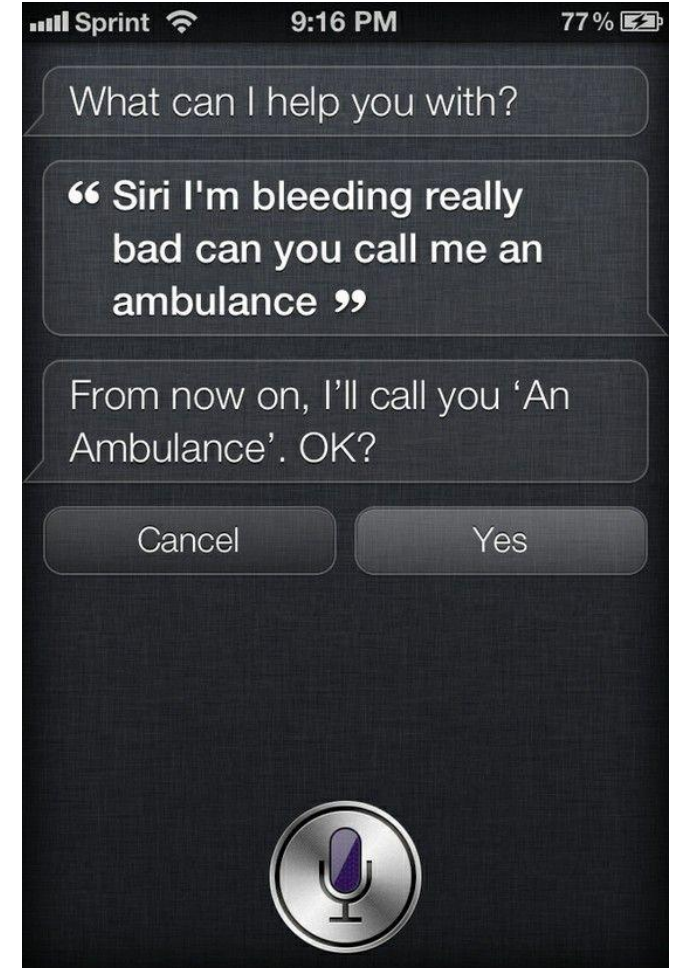 Sprint 9:16 PM 77%
What can I help you with?
“ Siri I'm bleeding really
bad can you call me an
ambulance ”
From now on, I’ll call you ‘An
Ambulance’. OK?
Cancel Yes